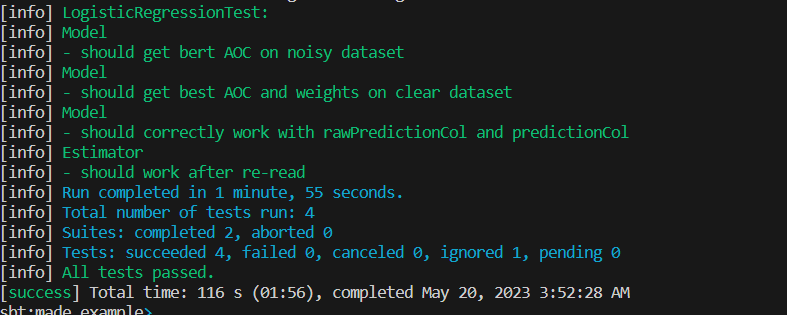 [info] LogisticRegressionTest:
[info] Model
[info] - should get bert AOC on noisy dataset
[info] Model
[info] - should get best AOC and weights on clear dataset
[info] Model
[info] - should correctly work with rawPredictionCol and predictionCol
[info] Estimator
[info] - should work after re-read
[info] Run completed in 1 minute, 55 seconds.
[info] Total number of tests run: 4
[info] Suites: completed 2, aborted 0
[info] Tests: succeeded 4, failed 0, canceled 0, ignored 1, pending 0
[info] All tests passed.
[success] Total time: 116 s (01:56), completed May 20, 2023 3:52:28 AM
sbt:made example>